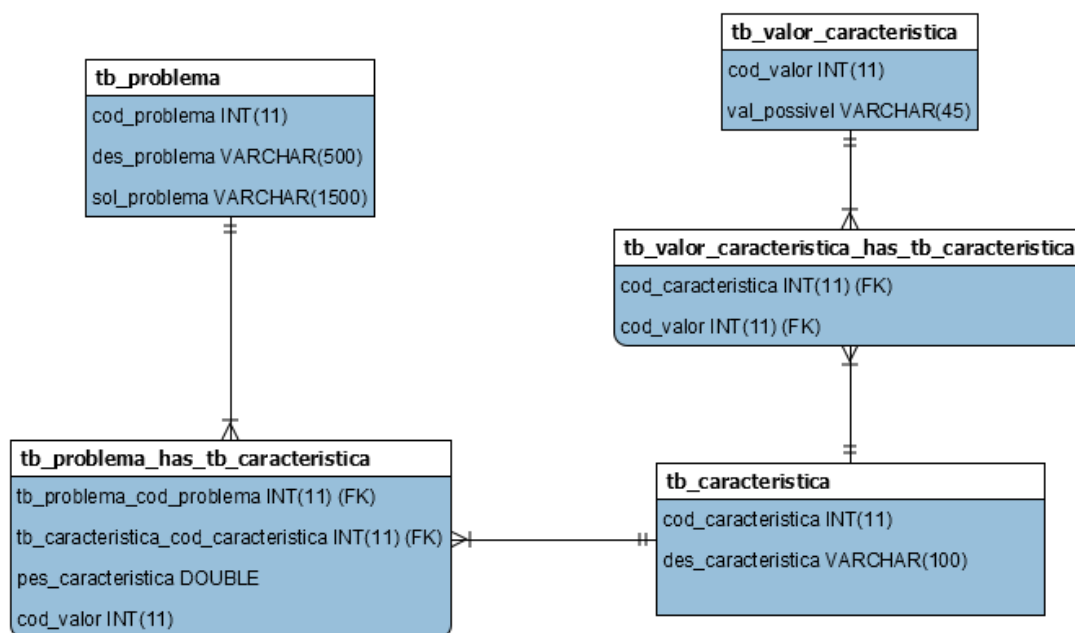 tb_problema
cod_problema INT(11)
des_problema VARCHAR(500)
sol_problema VARCHAR(1500)
tb_valor_caracteristica
cod_valor INT(11)
val_possivel VARCHAR(45)
tb_valor_caracteristica_has_tb_caracteristica
cod_caracteristica INT(11) (FK)
cod_valor INT(11) (FK)
tb_problema_has_tb_caracteristica
tb_problema_cod_problema INT(11) (FK)
tb_caracteristica_cod_caracteristica INT(11) (FK)
pes_caracteristica DOUBLE
cod_valor INT(11)
tb_caracteristica
cod_caracteristica INT(11)
des_caracteristica VARCHAR(100)